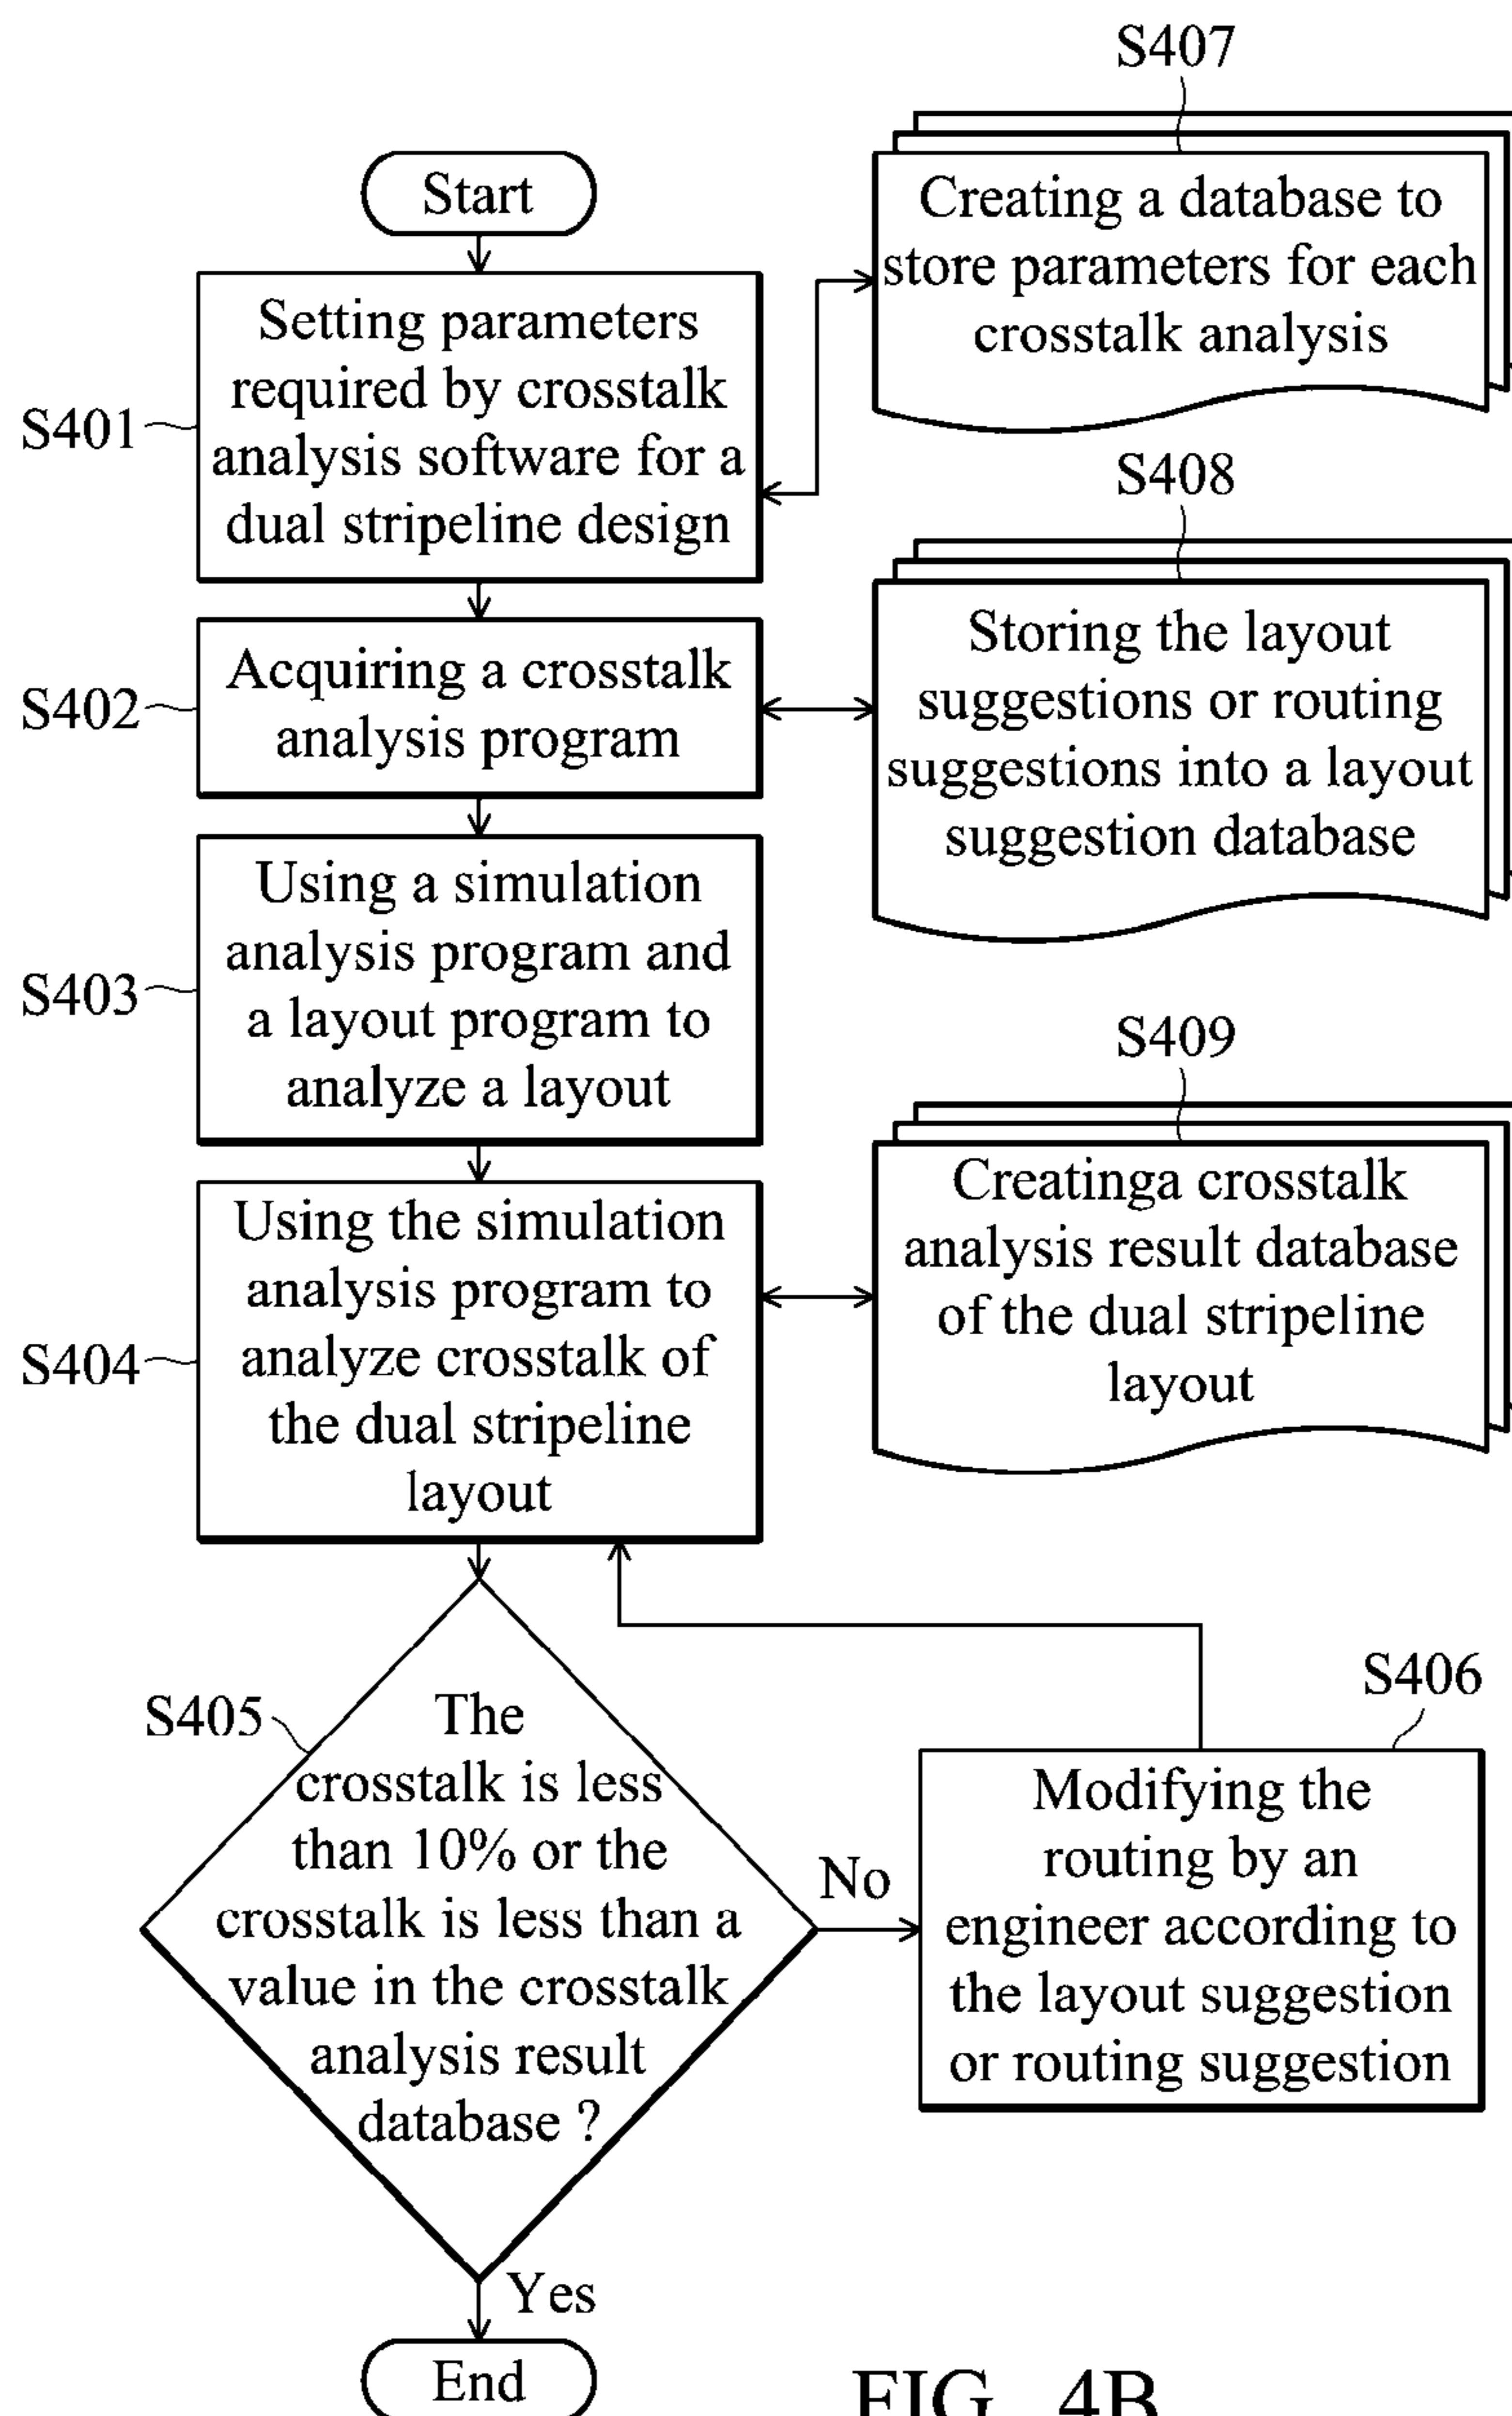 Start
S401
Setting parameters
required by crosstalk
analysis software for a
dual stripeline design
S407
Creating a database to
store parameters for each
crosstalk analysis
S402
Acquiring a crosstalk
analysis program
S408
Storing the layout
suggestions or routing
suggestions into a layout
suggestion database
S403
Using a simulation
analysis program and
a layout program to
analyze a layout
S404
Using the simulation
analysis program to
analyze crosstalk of
the dual stripeline
layout
S409
Creatinga crosstalk
analysis result database
of the dual stripeline
layout
S405
The
crosstalk is less
than 10% or the
crosstalk is less than a
value in the crosstalk
analysis result
database ?
No
S406
Modifying the
routing by an
engineer according to
the layout suggestion
or routing suggestion
Yes
End
FIG. 4B